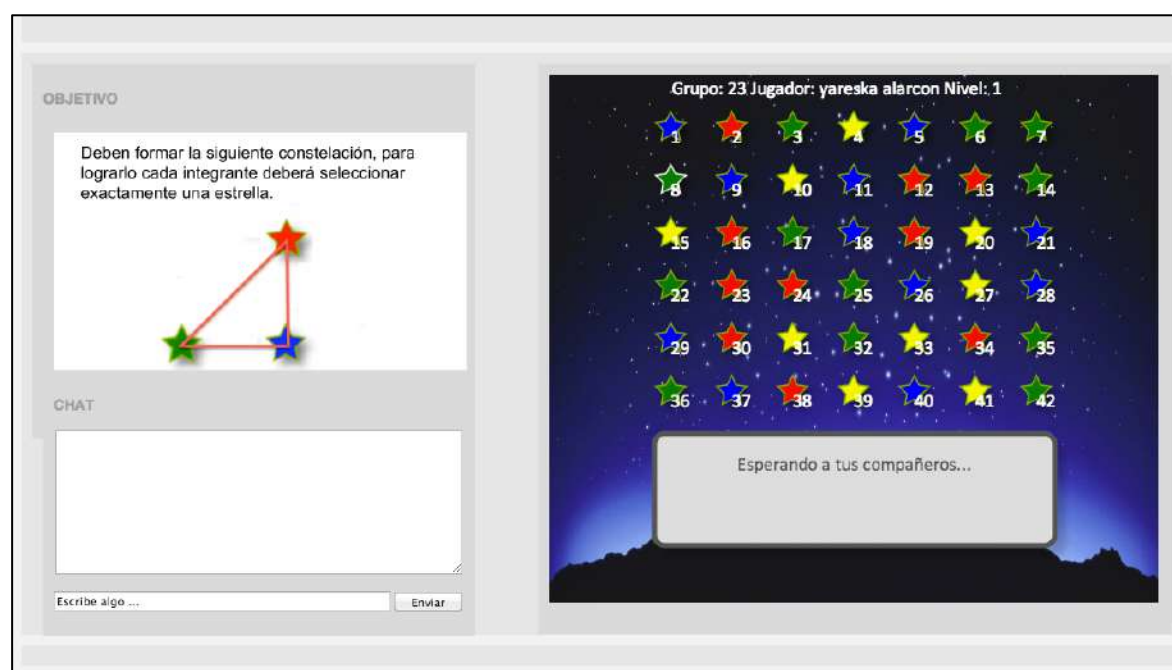 OBJETIVO
Deben formar la siguiente constelación, para
lograrlo cada integrante deberá seleccionar
exactamente una estrella.
CHAT
Escribe algo ...
Enviar
Grupo: 23 Jugador: yareska alarcon Nivel: 1
1 2 3 4 5 6 7
8 9 10 11 12 13 14
15 16 17 18 19 20 21
22 23 24 25 26 27 28
29 30 31 32 33 34 35
36 37 38 39 40 41 42
Esperando a tus compañeros...